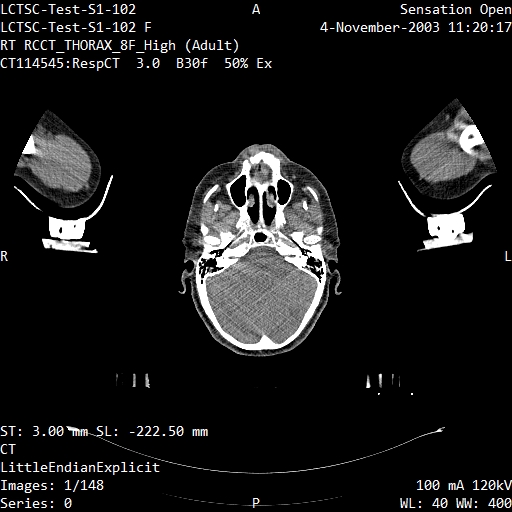 LCTSC-Test-S1-102
A
Sensation Open
LCTSC-Test-S1-102 F
4-November-2003 11:20:17
RT RCCT_THORAX_8F_High (Adult)
CT114545:RespCT 3.0 B30f 50% Ex
R
L
ST: 3.00 mm SL: -222.50 mm
CT
LittleEndianExplicit
Images: 1/148
100 mA 120kV
Series: 0
P
WL: 40 WW: 400